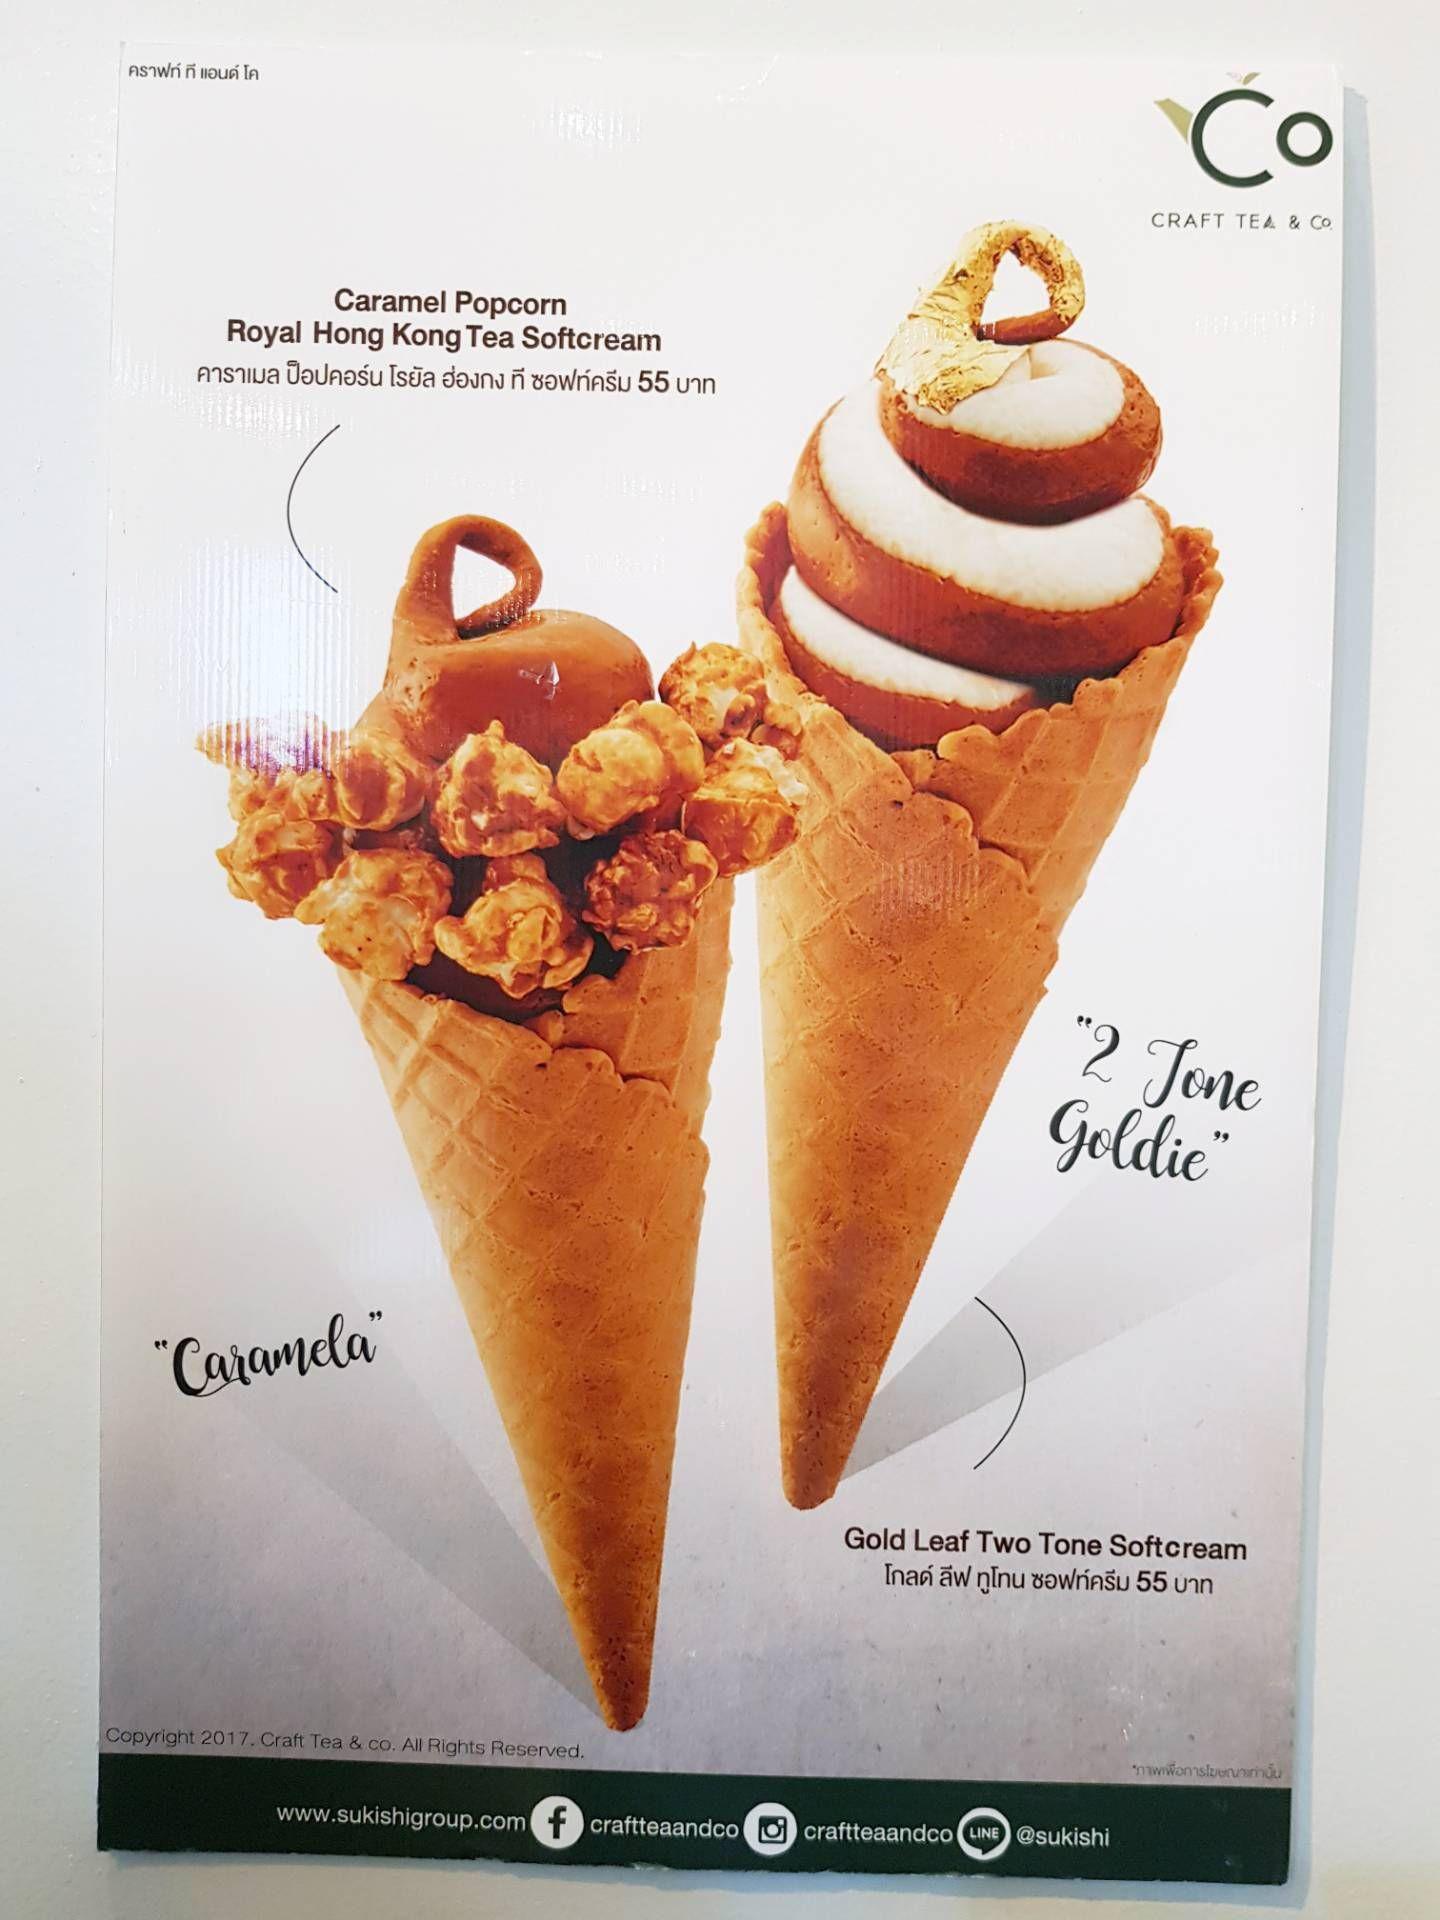 คราฟท์ ที แอนด์ โค
Co
CRAFT TEA & Co.
Caramel Popcorn
Royal Hong Kong Tea Softcream
คาราเมล ป็อปคอร์น โรยัล ฮ่องกง ที ซอฟท์ครีม 55 บาท
"2 Tone
Goldie"
"Caramela"
Gold Leaf Two Tone Softcream
โกลด์ ลีฟ ทูโทน ซอฟท์ครีม 55 บาท
Copyright 2017. Craft Tea & co. All Rights Reserved.
*ภาพเพื่อการโฆษณาเท่านั้น
www.sukishigroup.com f craftteaandco craftteaandco LINE @sukishi